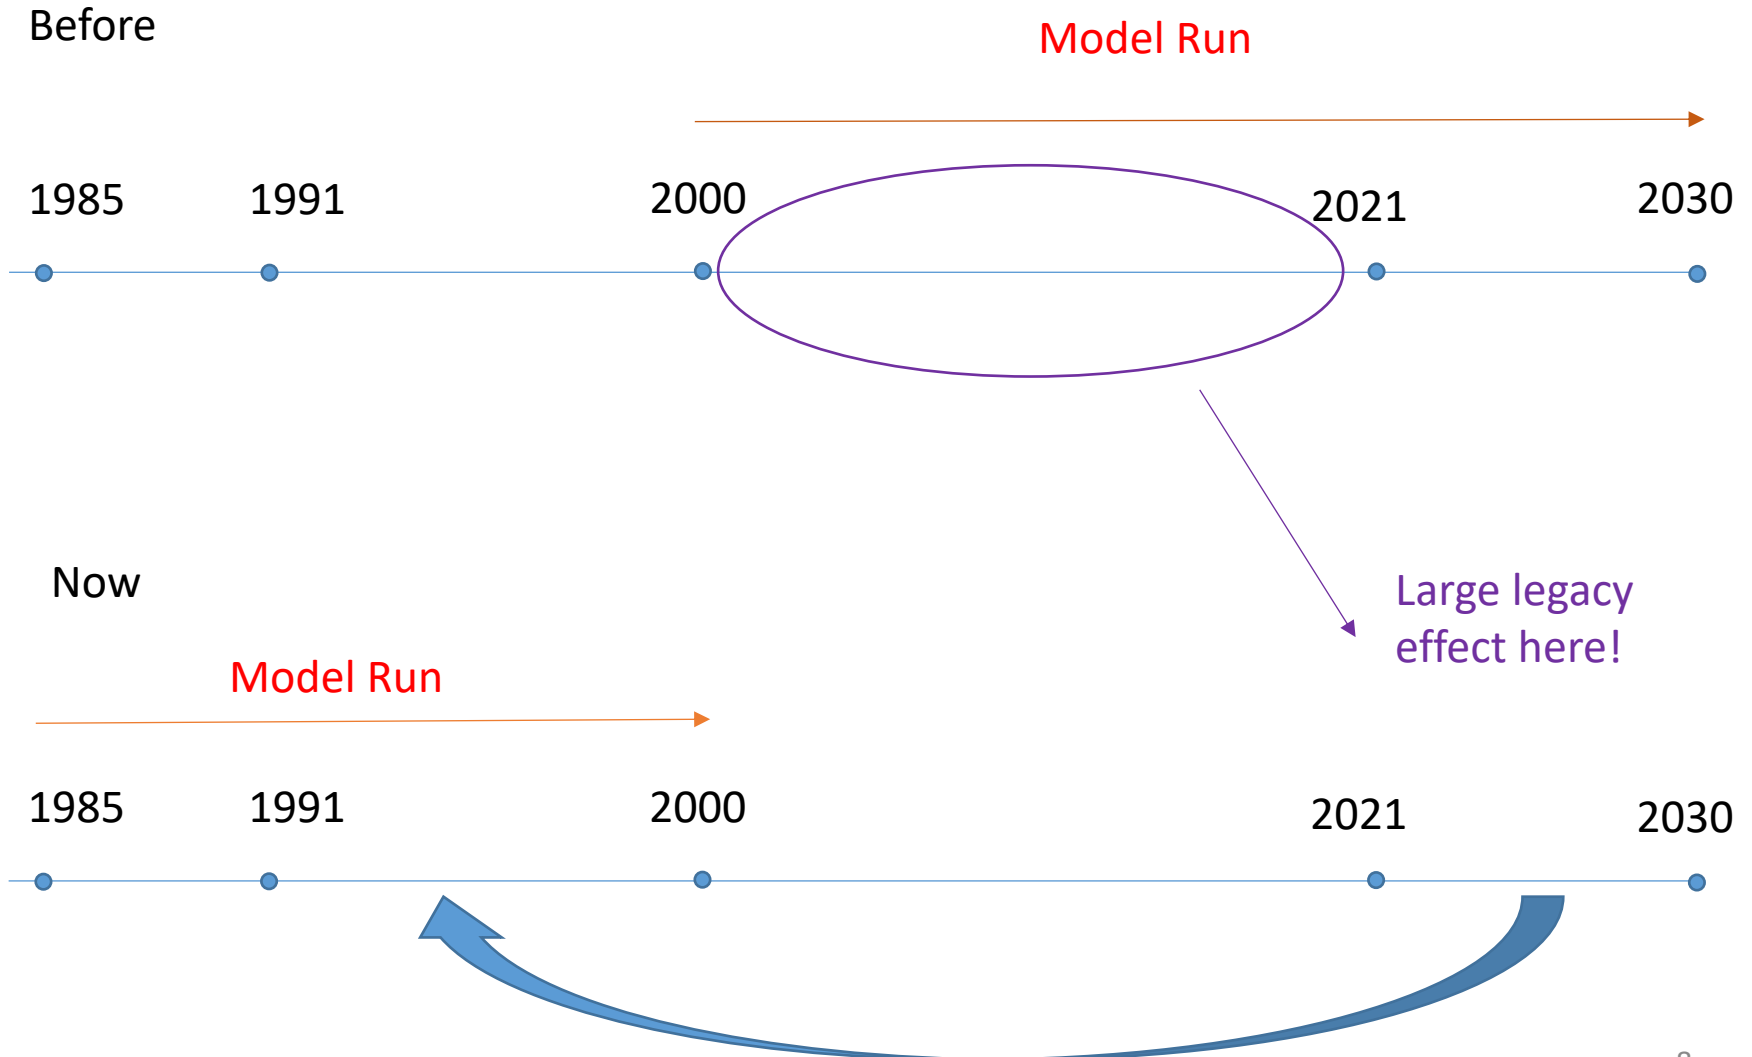 Before
Model Run
1985 1991 2000 2021 2030
Now
Large legacy
effect here!
Model Run
1985 1991 2000 2021 2030